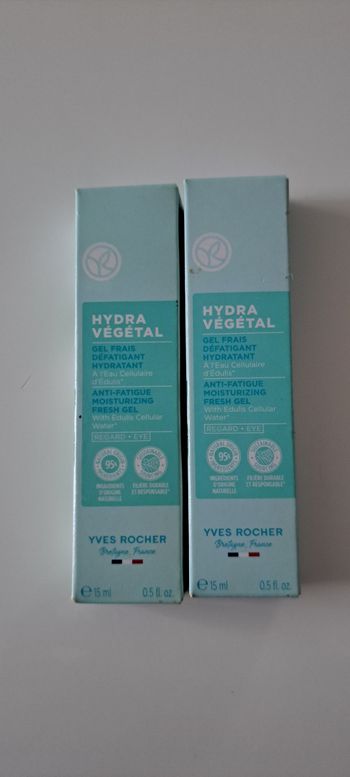 HYDRA
VÉGÉTAL
GEL FRAIS
DÉFATIGANT
HYDRATANT
À l'Eau Cellulaire
d'Edulis*
ANTI-FATIGUE
MOISTURIZING
FRESH GEL
With Edulis Cellular
Water*
REGARD • EYE
95%
INGRÉDIENTS
D'ORIGINE
NATURELLE
FILIÈRE DURABLE
ET RESPONSABLE*
YVES ROCHER
Bretagne, France
℮ 15 ml 0.5 fl. oz.
HYDRA
VÉGÉTAL
GEL FRAIS
DÉFATIGANT
HYDRATANT
À l'Eau Cellulaire
d'Edulis*
ANTI-FATIGUE
MOISTURIZING
FRESH GEL
With Edulis Cellular
Water*
REGARD • EYE
95%
INGRÉDIENTS
D'ORIGINE
NATURELLE
FILIÈRE DURABLE
ET RESPONSABLE*
YVES ROCHER
Bretagne, France
℮ 15 ml 0.5 fl. oz.